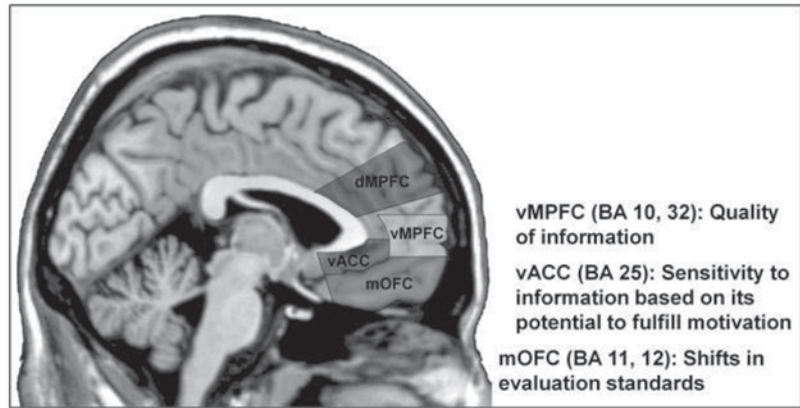 dMPFC
vMPFC
vACC
mOFC
vMPFC (BA 10, 32): Quality
of information
vACC (BA 25): Sensitivity to
information based on its
potential to fulfill motivation
mOFC (BA 11, 12): Shifts in
evaluation standards